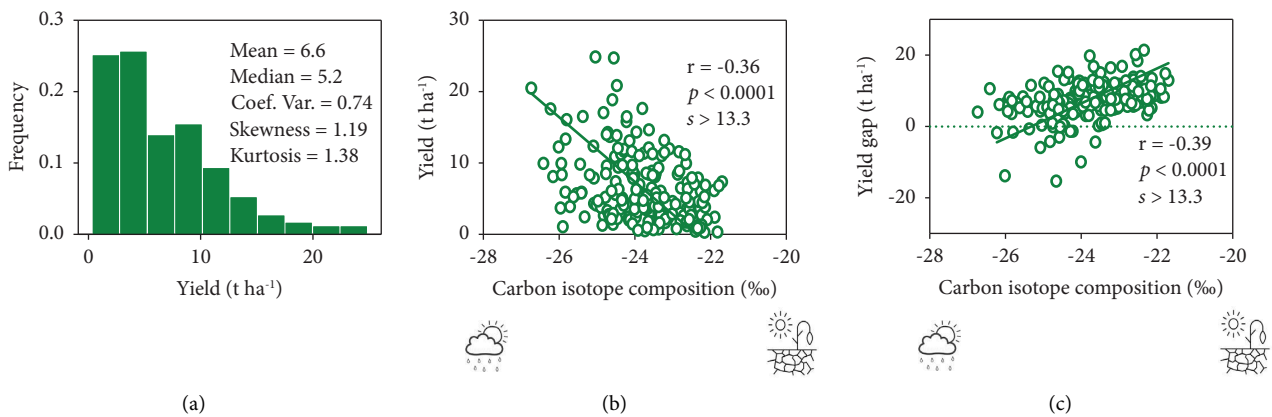 0.3
0.2
0.1
0.0
Frequency
Mean = 6.6
Median = 5.2
Coef. Var. = 0.74
Skewness = 1.19
Kurtosis = 1.38
0
10
20
Yield (t ha⁻¹)
(a)
30
20
10
0
Yield (t ha⁻¹)
r = -0.36
p < 0.0001
s > 13.3
-28
-26
-24
-22
-20
Carbon isotope composition (‰)
(b)
20
0
-20
Yield gap (t ha⁻¹)
r = -0.39
p < 0.0001
s > 13.3
-28
-26
-24
-22
-20
Carbon isotope composition (‰)
(c)